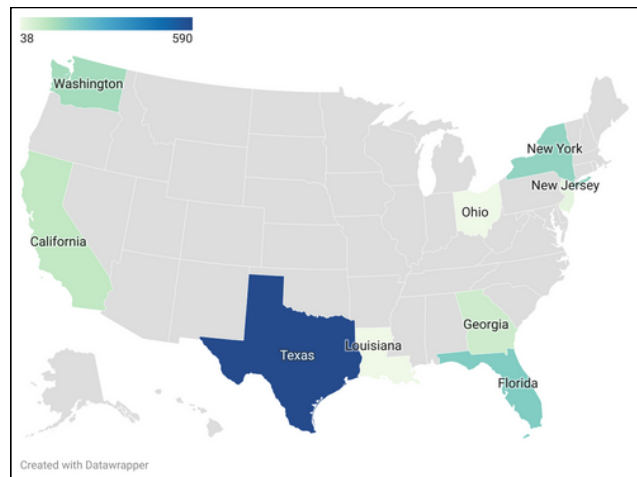 38 590
Washington
New York
New Jersey
Ohio
California
Georgia
Louisiana
Texas
Florida
Created with Datawrapper